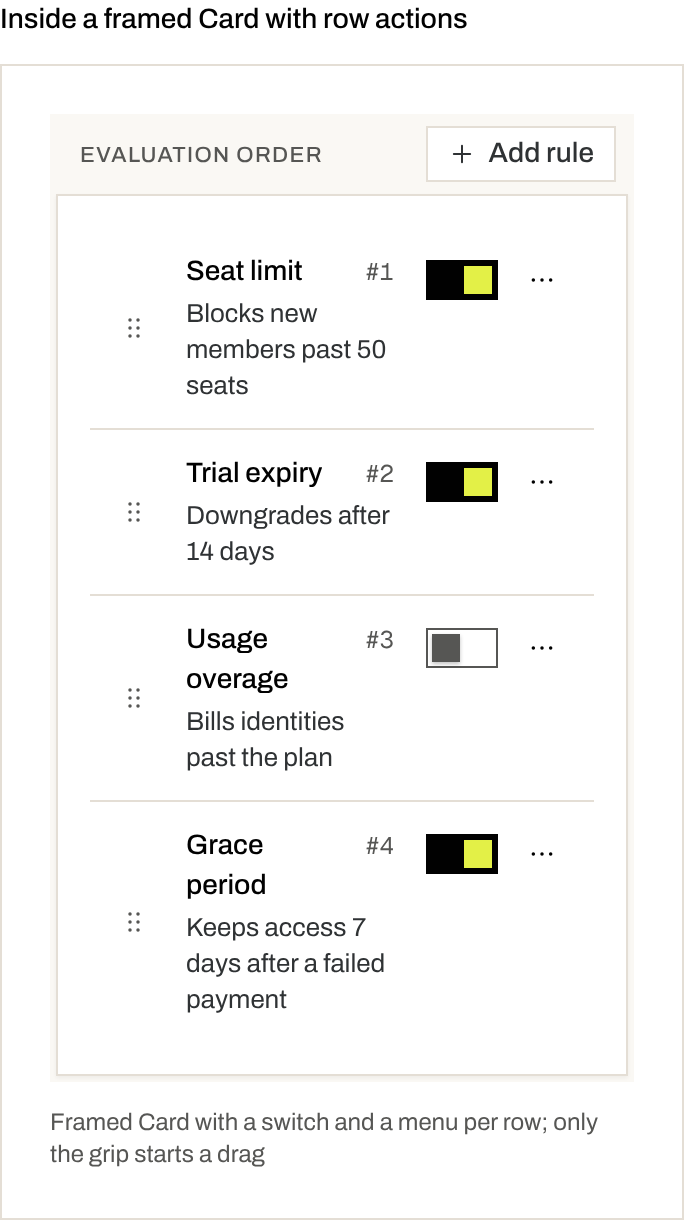 Inside a framed Card with row actions
EVALUATION ORDER
Add rule
Seat limit #1
Blocks new
members past 50
seats
Trial expiry #2
Downgrades after
14 days
Usage #3
overage
Bills identities
past the plan
Grace #4
period
Keeps access 7
days after a failed
payment
Framed Card with a switch and a menu per row; only
the grip starts a drag